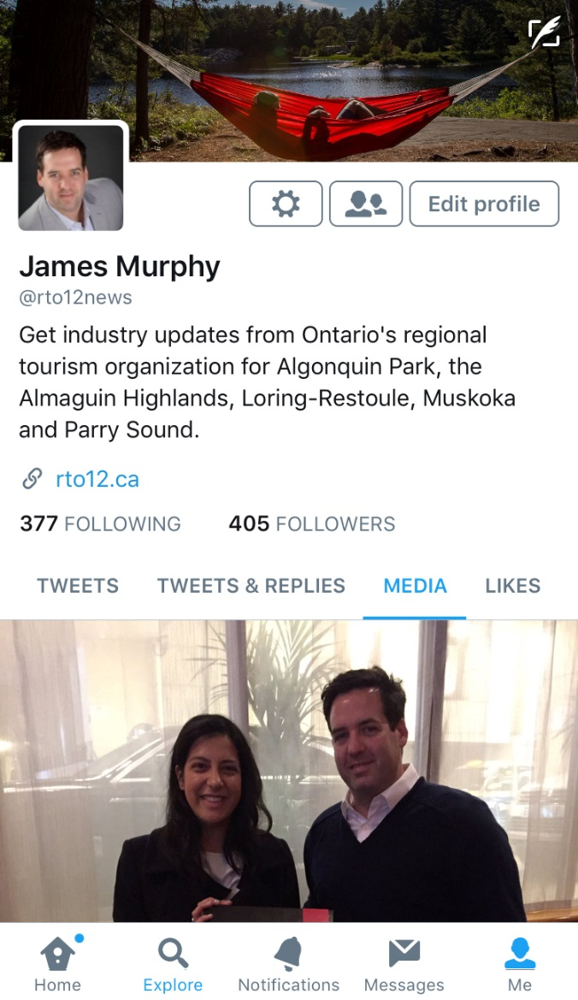 Edit profile
James Murphy
@rto12news
Get industry updates from Ontario's regional
tourism organization for Algonquin Park, the
Almaguin Highlands, Loring-Restoule, Muskoka
and Parry Sound.
rto12.ca
377 FOLLOWING 405 FOLLOWERS
TWEETS TWEETS & REPLIES MEDIA LIKES
Home Explore Notifications Messages Me